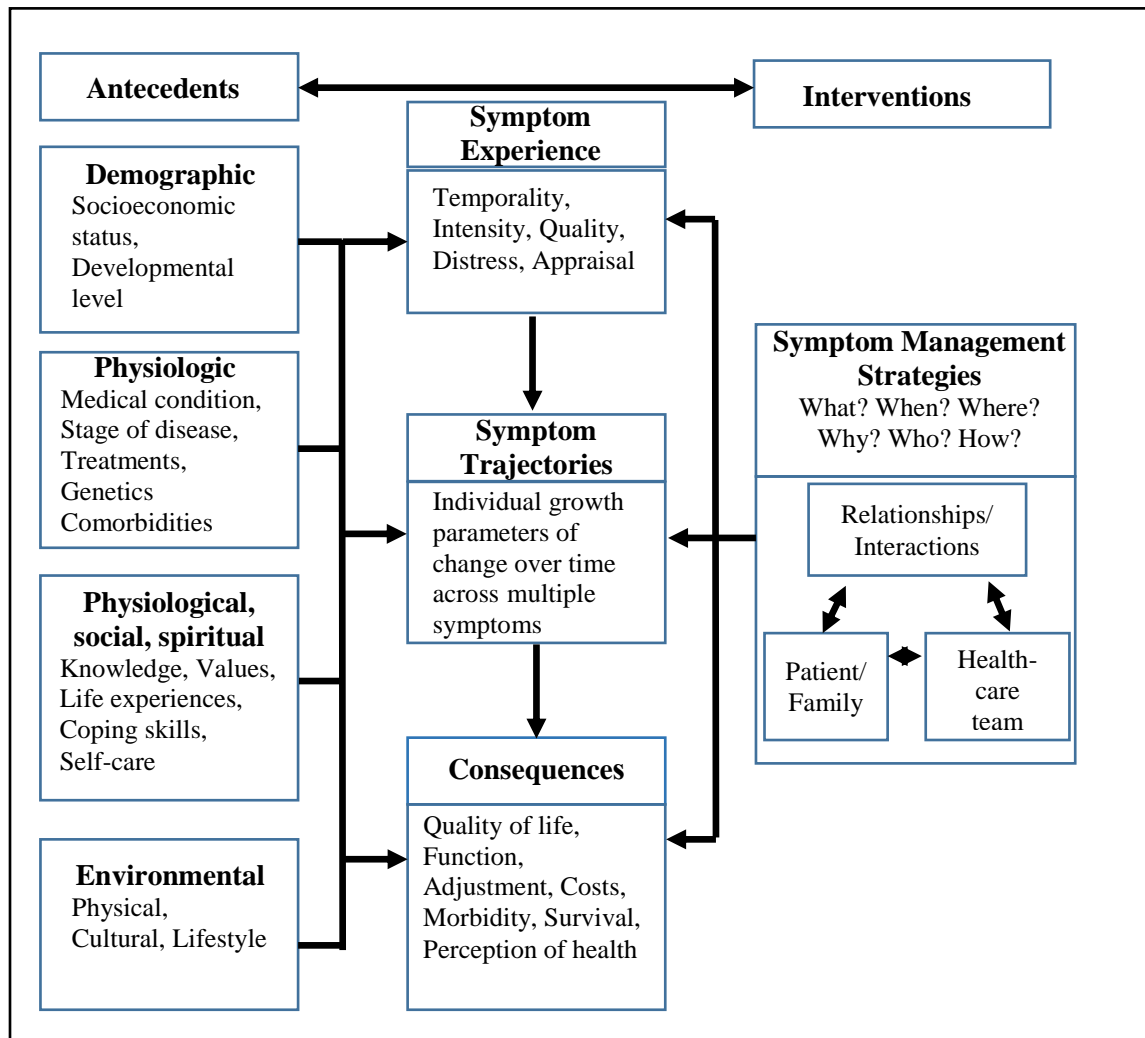 Antecedents
Interventions
Demographic
Socioeconomic
status,
Developmental
level
Physiologic
Medical condition,
Stage of disease,
Treatments,
Genetics
Comorbidities
Physiological,
social, spiritual
Knowledge, Values,
Life experiences,
Coping skills,
Self-care
Environmental
Physical,
Cultural, Lifestyle
Symptom
Experience
Temporality,
Intensity, Quality,
Distress, Appraisal
Symptom
Trajectories
Individual growth
parameters of
change over time
across multiple
symptoms
Consequences
Quality of life,
Function,
Adjustment, Costs,
Morbidity, Survival,
Perception of health
Symptom Management
Strategies
What? When? Where?
Why? Who? How?
Relationships/
Interactions
Patient/
Family
Health-
care
team